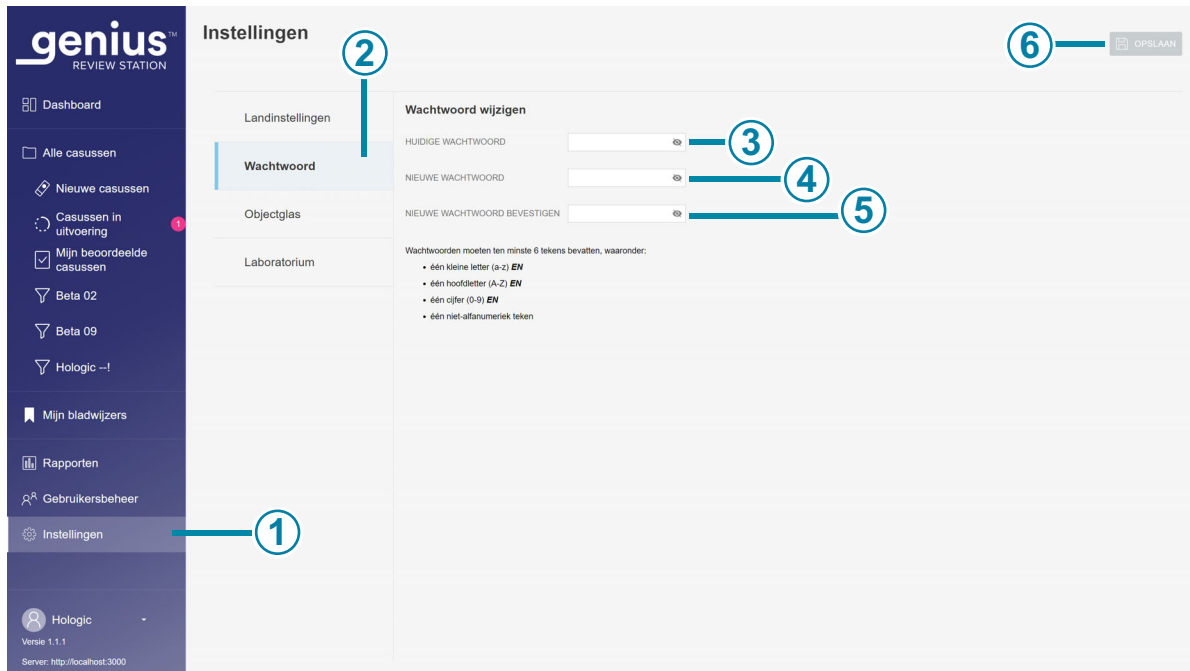 genius™
REVIEW STATION
Dashboard
Alle casussen
Nieuwe casussen
Casussen in
uitvoering
1
Mijn beoordeelde
casussen
Beta 02
Beta 09
Hologic --!
Mijn bladwijzers
Rapporten
Gebruikersbeheer
Instellingen
1
Hologic
Versie 1.1.1
Server: http://localhost:3000
Instellingen
2
6
OPSLAAN
Landinstellingen
Wachtwoord
Objectglas
Laboratorium
Wachtwoord wijzigen
HUIDIGE WACHTWOORD
3
NIEUWE WACHTWOORD
4
NIEUWE WACHTWOORD BEVESTIGEN
5
Wachtwoorden moeten ten minste 6 tekens bevatten, waaronder:
• één kleine letter (a-z) EN
• één hoofdletter (A-Z) EN
• één cijfer (0-9) EN
• één niet-alfanumeriek teken